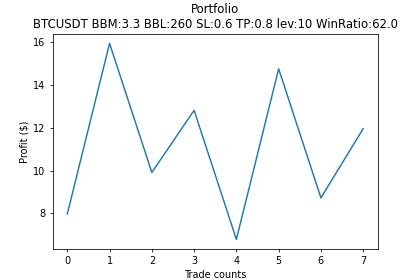 Portfolio
BTCUSDT BBM:3.3 BBL:260 SL:0.6 TP:0.8 lev:10 WinRatio:62.0
16
14
12
10
8
Profit ($)
0 1 2 3 4 5 6 7
Trade counts